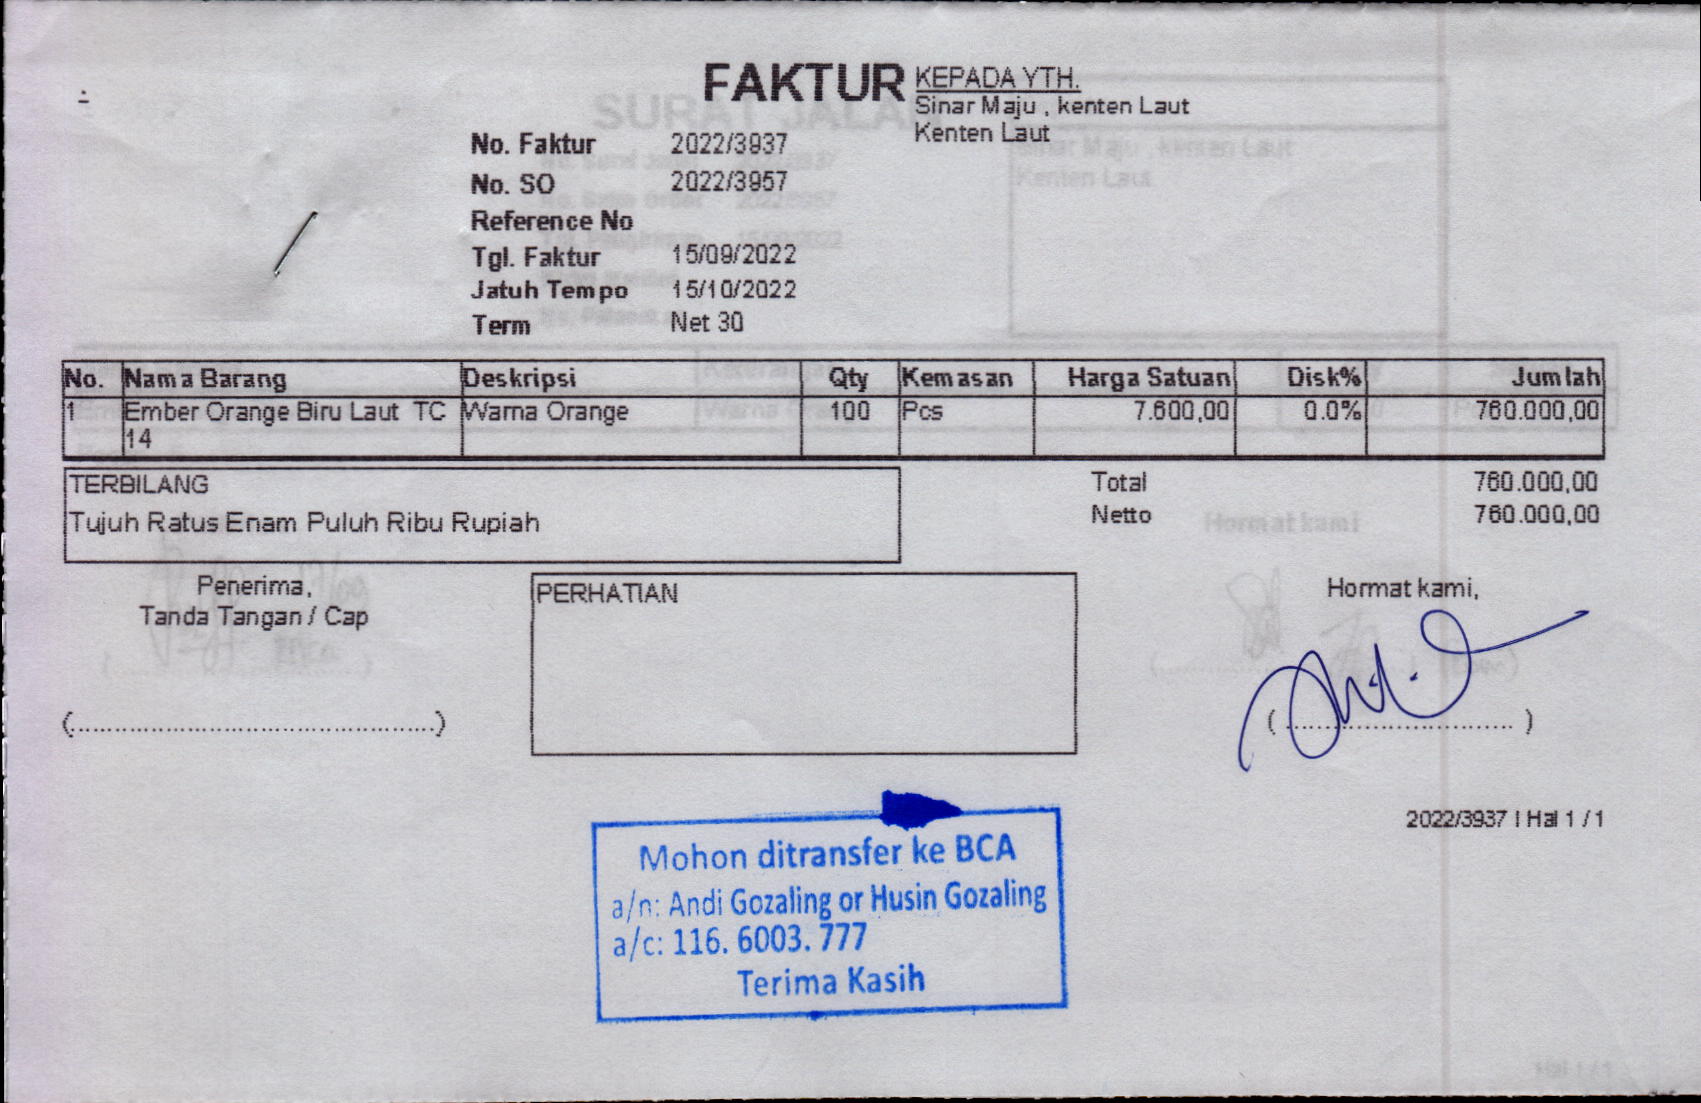 FAKTUR
KEPADA YTH.
Sinar Maju , kenten Laut
Kenten Laut
No. Faktur 2022/3937
No. SO 2022/3957
Reference No
Tgl. Faktur 15/09/2022
Jatuh Tempo 15/10/2022
Term Net 30
No. Nama Barang Deskripsi Qty Kemasan Harga Satuan Disk% Jumlah
1 Ember Orange Biru Laut TC Warna Orange 100 Pcs 7.600,00 0.0% 760.000,00
14
TERBILANG
Tujuh Ratus Enam Puluh Ribu Rupiah
Total 760.000,00
Netto 760.000,00
Penerima,
Tanda Tangan / Cap
(................................................)
PERHATIAN
Hormat kami,
(................................)
2022/3937 | Hal 1 / 1
Mohon ditransfer ke BCA
a/n: Andi Gozaling or Husin Gozaling
a/c: 116. 6003. 777
Terima Kasih